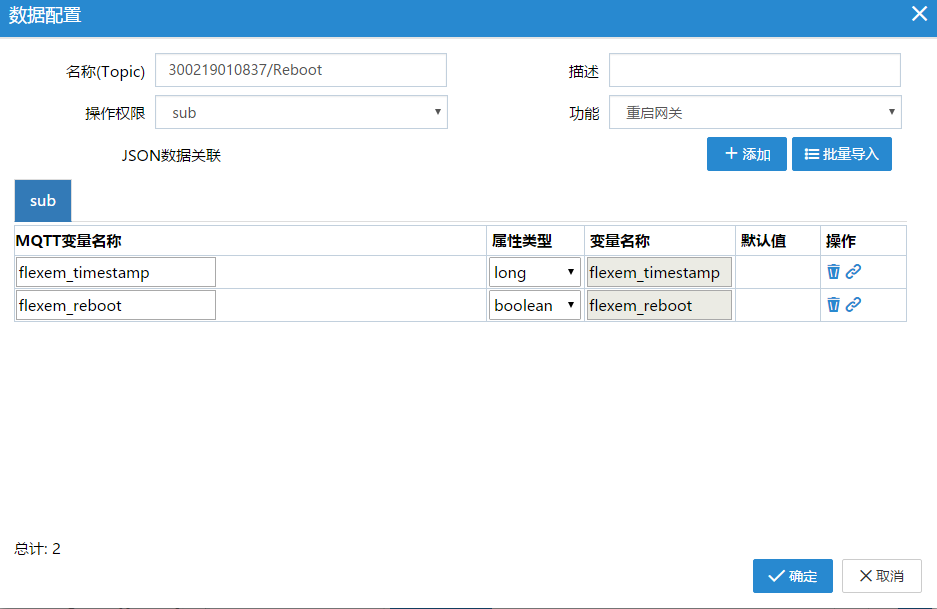 数据配置
名称(Topic) 300219010837/Reboot 描述
操作权限 sub 功能 重启网关
JSON数据关联 添加 批量导入
sub
MQTT变量名称 属性类型 变量名称 默认值 操作
flexem_timestamp long flexem_timestamp
flexem_reboot boolean flexem_reboot
总计: 2
确定 取消